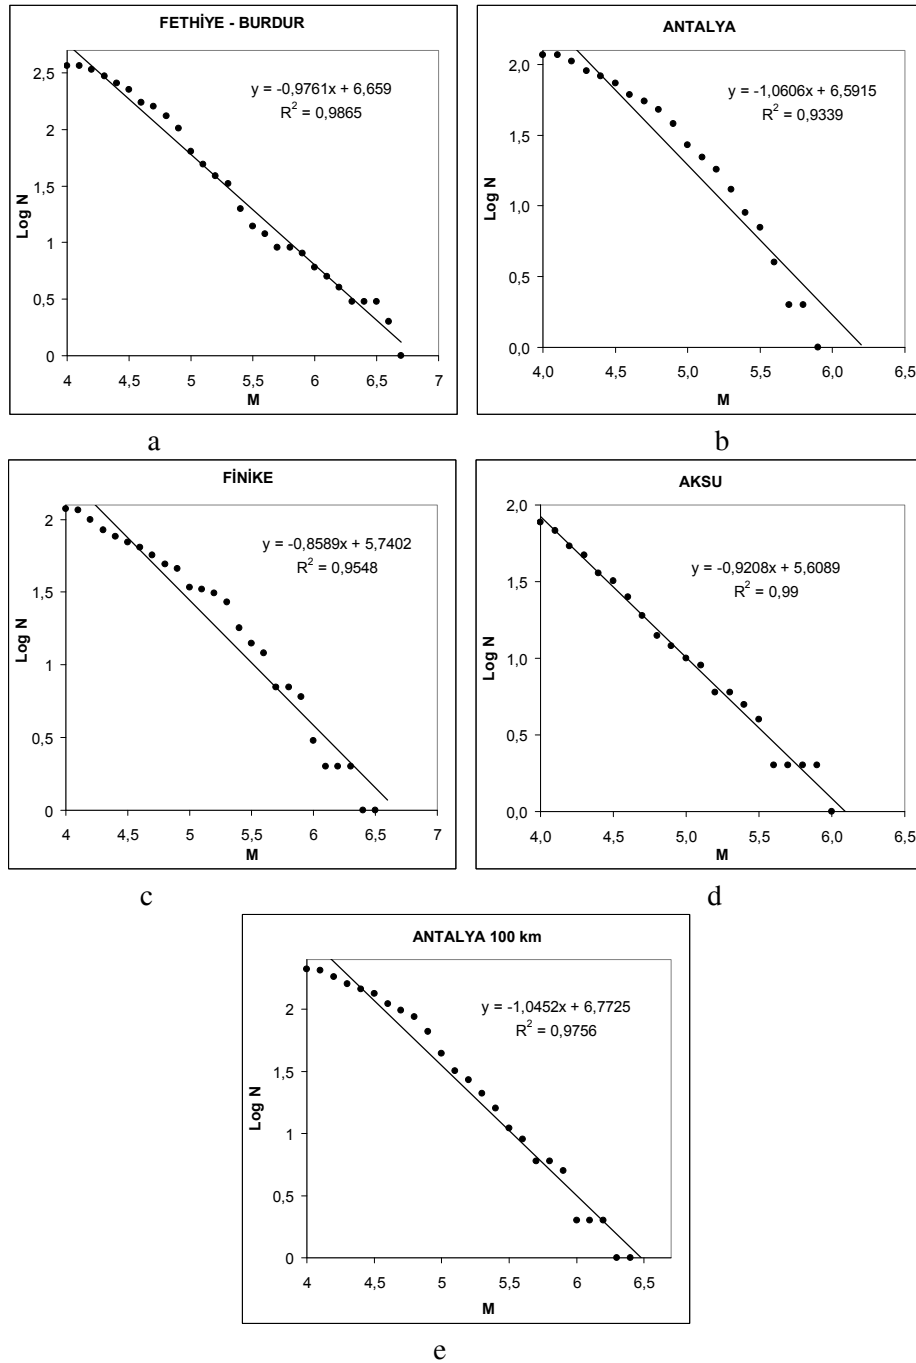 FETHİYE - BURDUR
y = -0,9761x + 6,659
R2 = 0,9865
0
0,5
1
1,5
2
2,5
4 4,5 5 5,5 6 6,5 7
M
Log N
a
ANTALYA
y = -1,0606x + 6,5915
R2 = 0,9339
0,0
0,5
1,0
1,5
2,0
4,0 4,5 5,0 5,5 6,0 6,5
M
Log N
b
FİNİKE
y = -0,8589x + 5,7402
R2 = 0,9548
0
0,5
1
1,5
2
4 4,5 5 5,5 6 6,5 7
M
Log N
c
AKSU
y = -0,9208x + 5,6089
R2 = 0,99
0,0
0,5
1,0
1,5
2,0
4,0 4,5 5,0 5,5 6,0 6,5
M
Log N
d
ANTALYA 100 km
y = -1,0452x + 6,7725
R2 = 0,9756
0
0,5
1
1,5
2
4 4,5 5 5,5 6 6,5
M
Log N
e